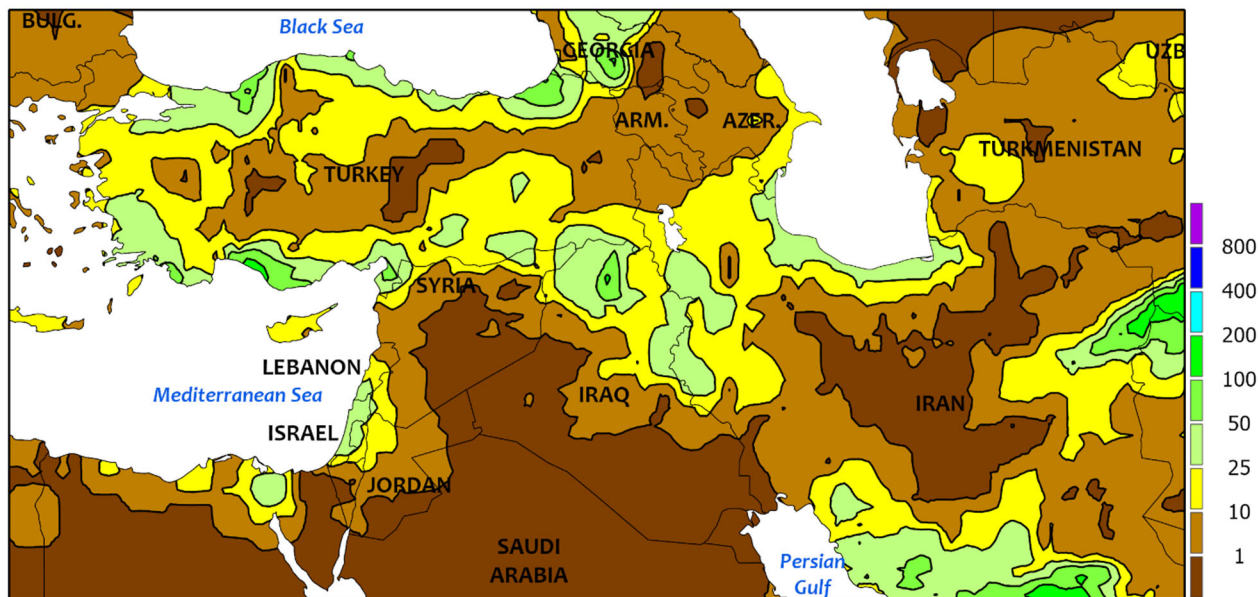 BULG.
Black Sea
GEORGIA
UZB
ARM.
AZER.
TURKMENISTAN
TURKEY
SYRIA
LEBANON
Mediterranean Sea
ISRAEL
IRAQ
IRAN
JORDAN
SAUDI
ARABIA
Persian
Gulf
800
400
200
100
50
25
10
1